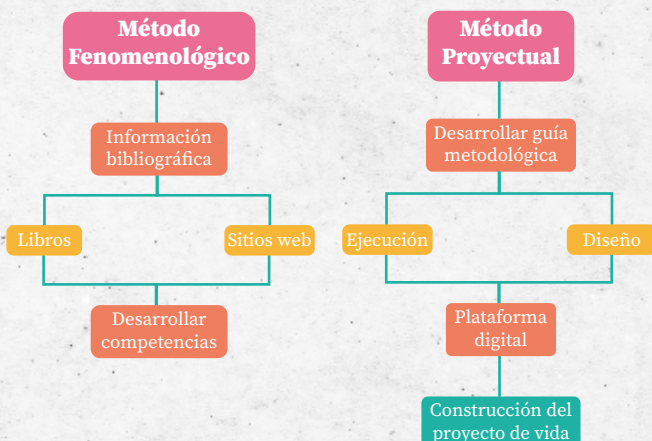 Método
Fenomenológico
Información
bibliográfica
Libros
Sitios web
Desarrollar
competencias
Método
Proyectual
Desarrollar guía
metodológica
Ejecución
Diseño
Plataforma
digital
Construcción del
proyecto de vida